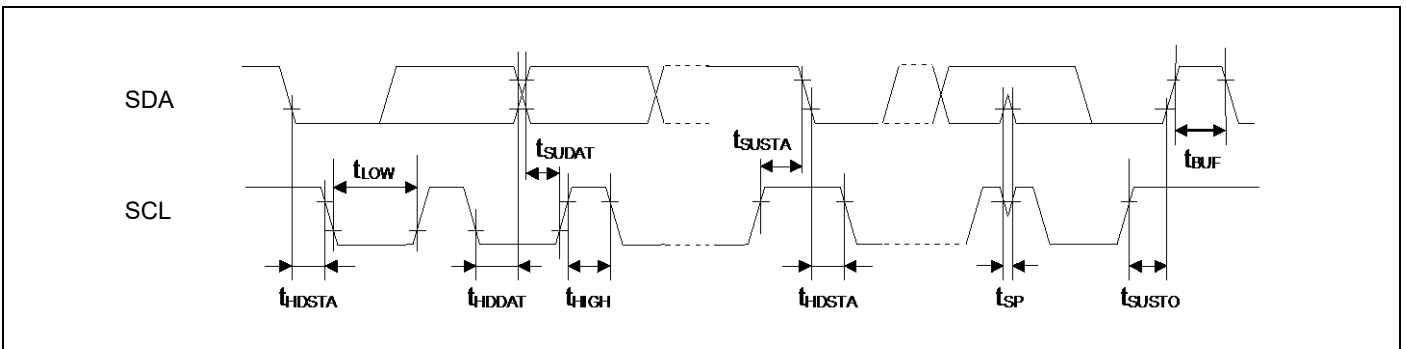 SDA
tSUDAT
tSUSTA
tBUF
tLOW
SCL
tHDSTA
tHDDAT
tHIGH
tHDSTA
tSP
tSUSTO